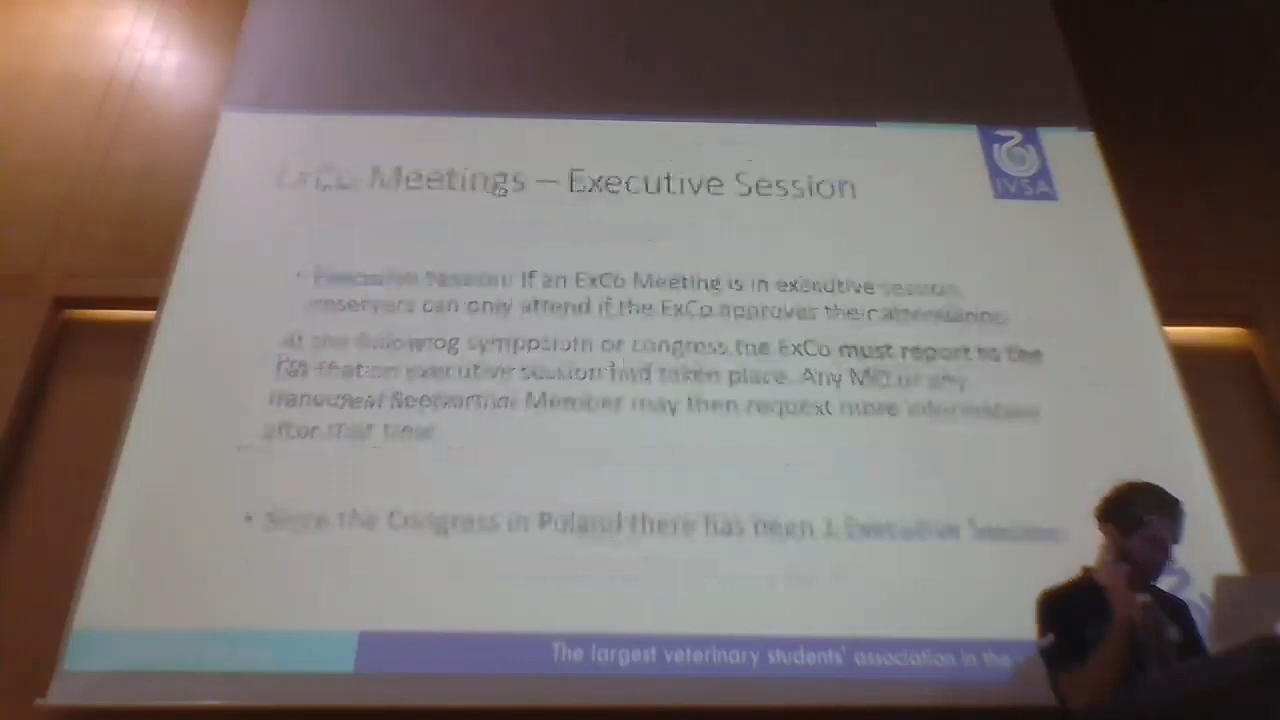 ExCo Meetings – Executive Session
IVSA
• Executive Session: If an ExCo Meeting is in executive session,
observers can only attend if the ExCo approves their attendance.
At the following symposium or congress the ExCo must report to the
that an executive session had taken place. Any MO or any
Member may then request more information
after that time
• Since the Congress in Poland there has been 1 Executive Session
The largest veterinary students' association in the